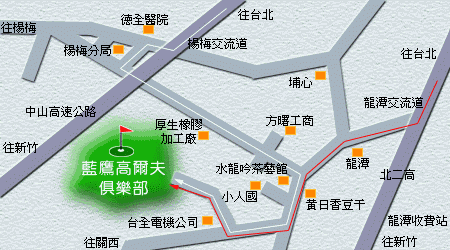 德全醫院
往台北
往楊梅
楊梅分局
楊梅交流道
往台北
埔心
中山高速公路
龍潭交流道
厚生橡膠
加工廠
方曙工商
往新竹
藍鷹高爾夫
俱樂部
水龍吟茶藝館
龍潭
小人國
北二高
黃日香豆干
台全電機公司
龍潭收費站
往關西
往新竹